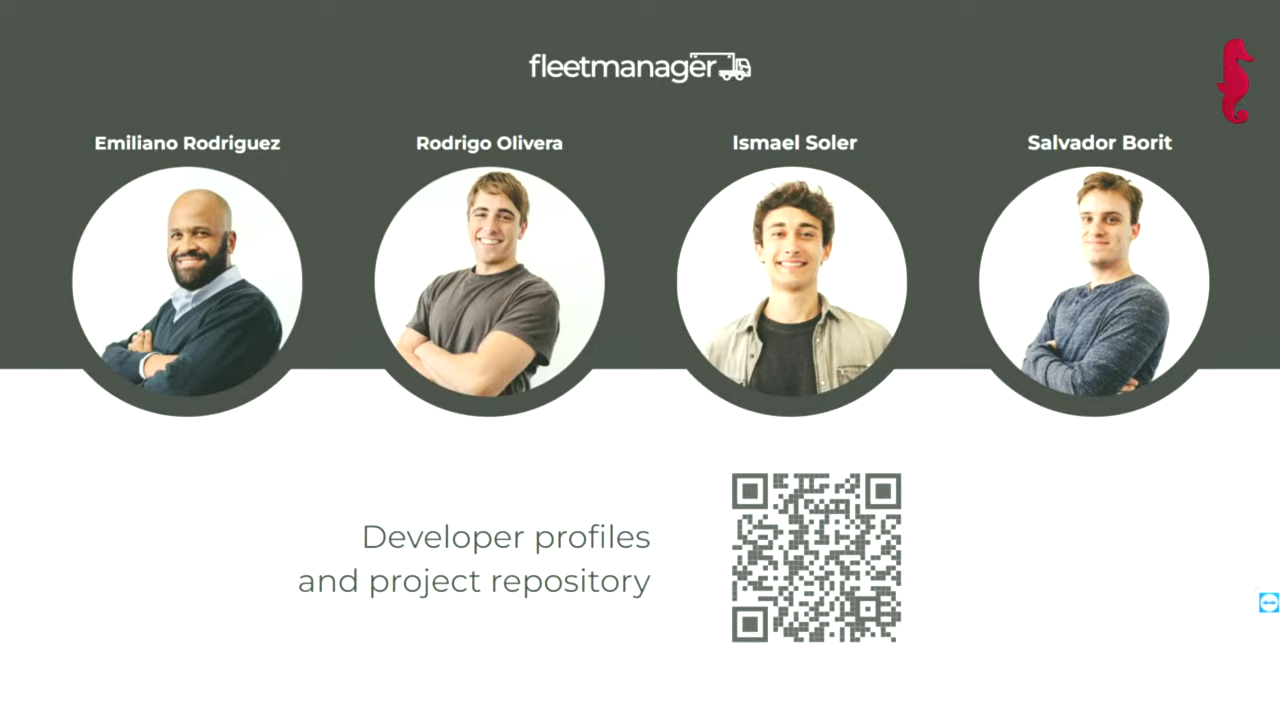 fleetmanager
Emiliano Rodriguez
Rodrigo Olivera
Ismael Soler
Salvador Borit
Developer profiles
and project repository